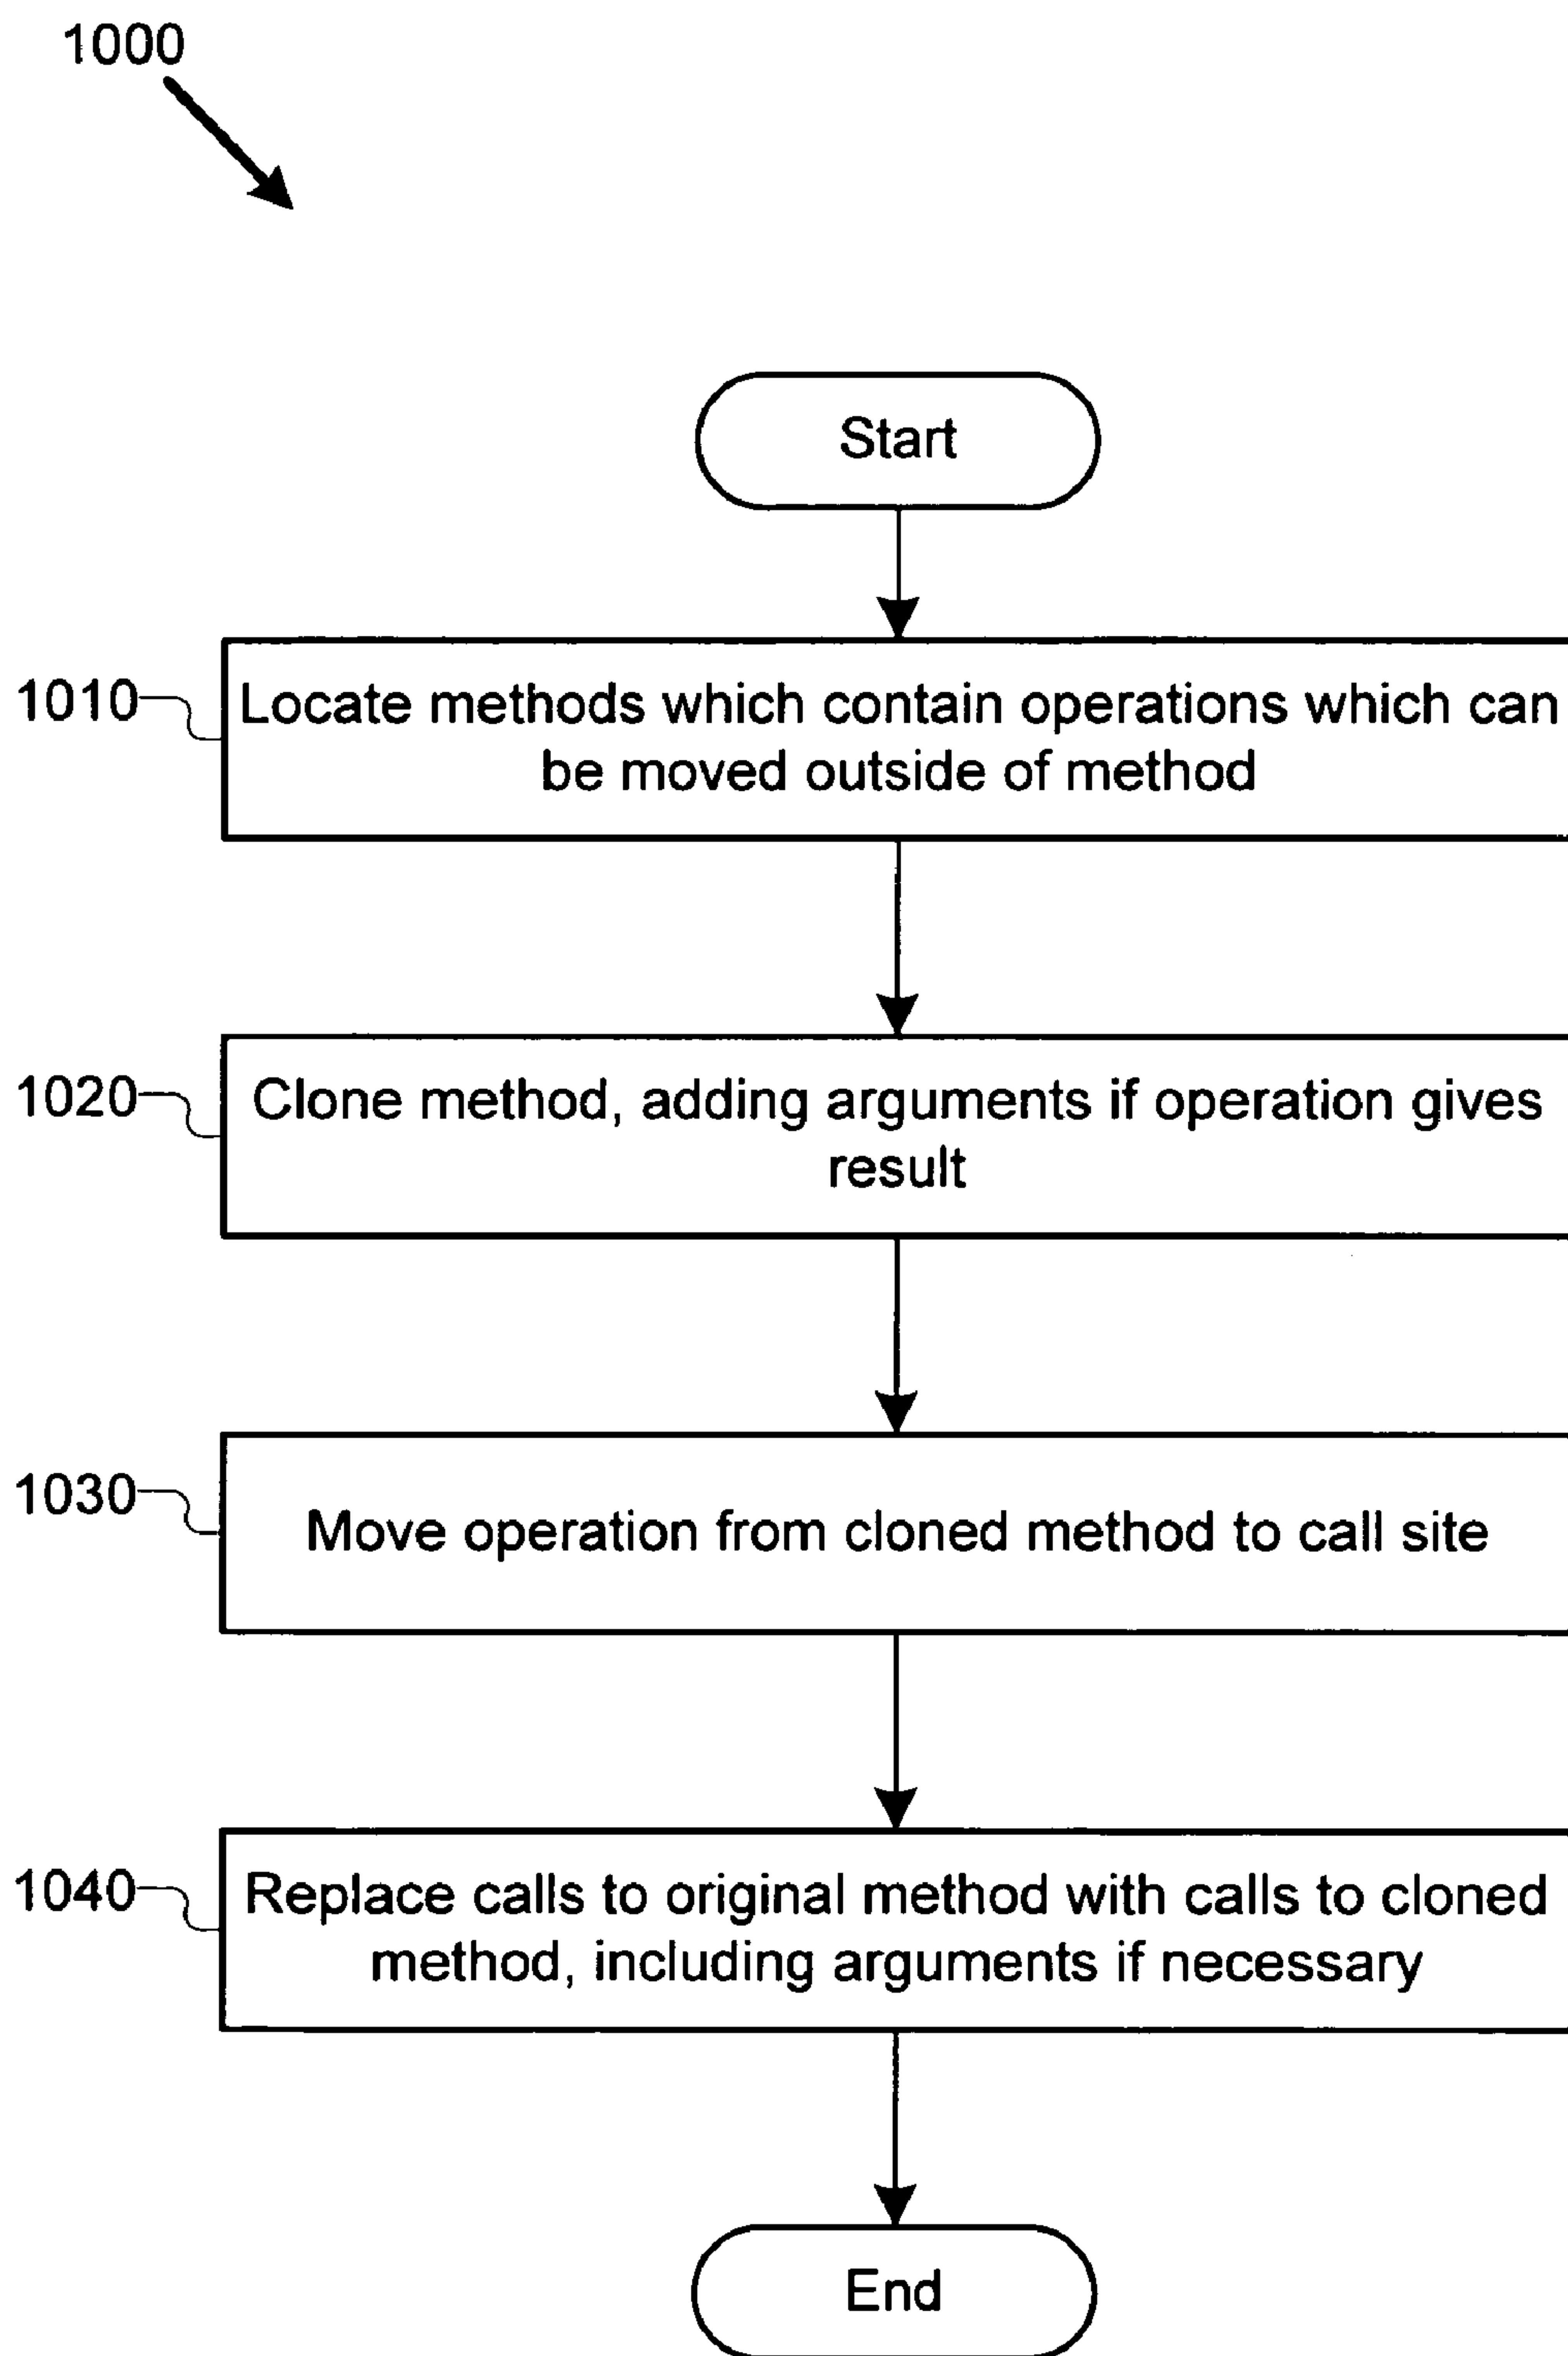 1000
Start
1010
Locate methods which contain operations which can
be moved outside of method
1020
Clone method, adding arguments if operation gives
result
1030
Move operation from cloned method to call site
1040
Replace calls to original method with calls to cloned
method, including arguments if necessary
End